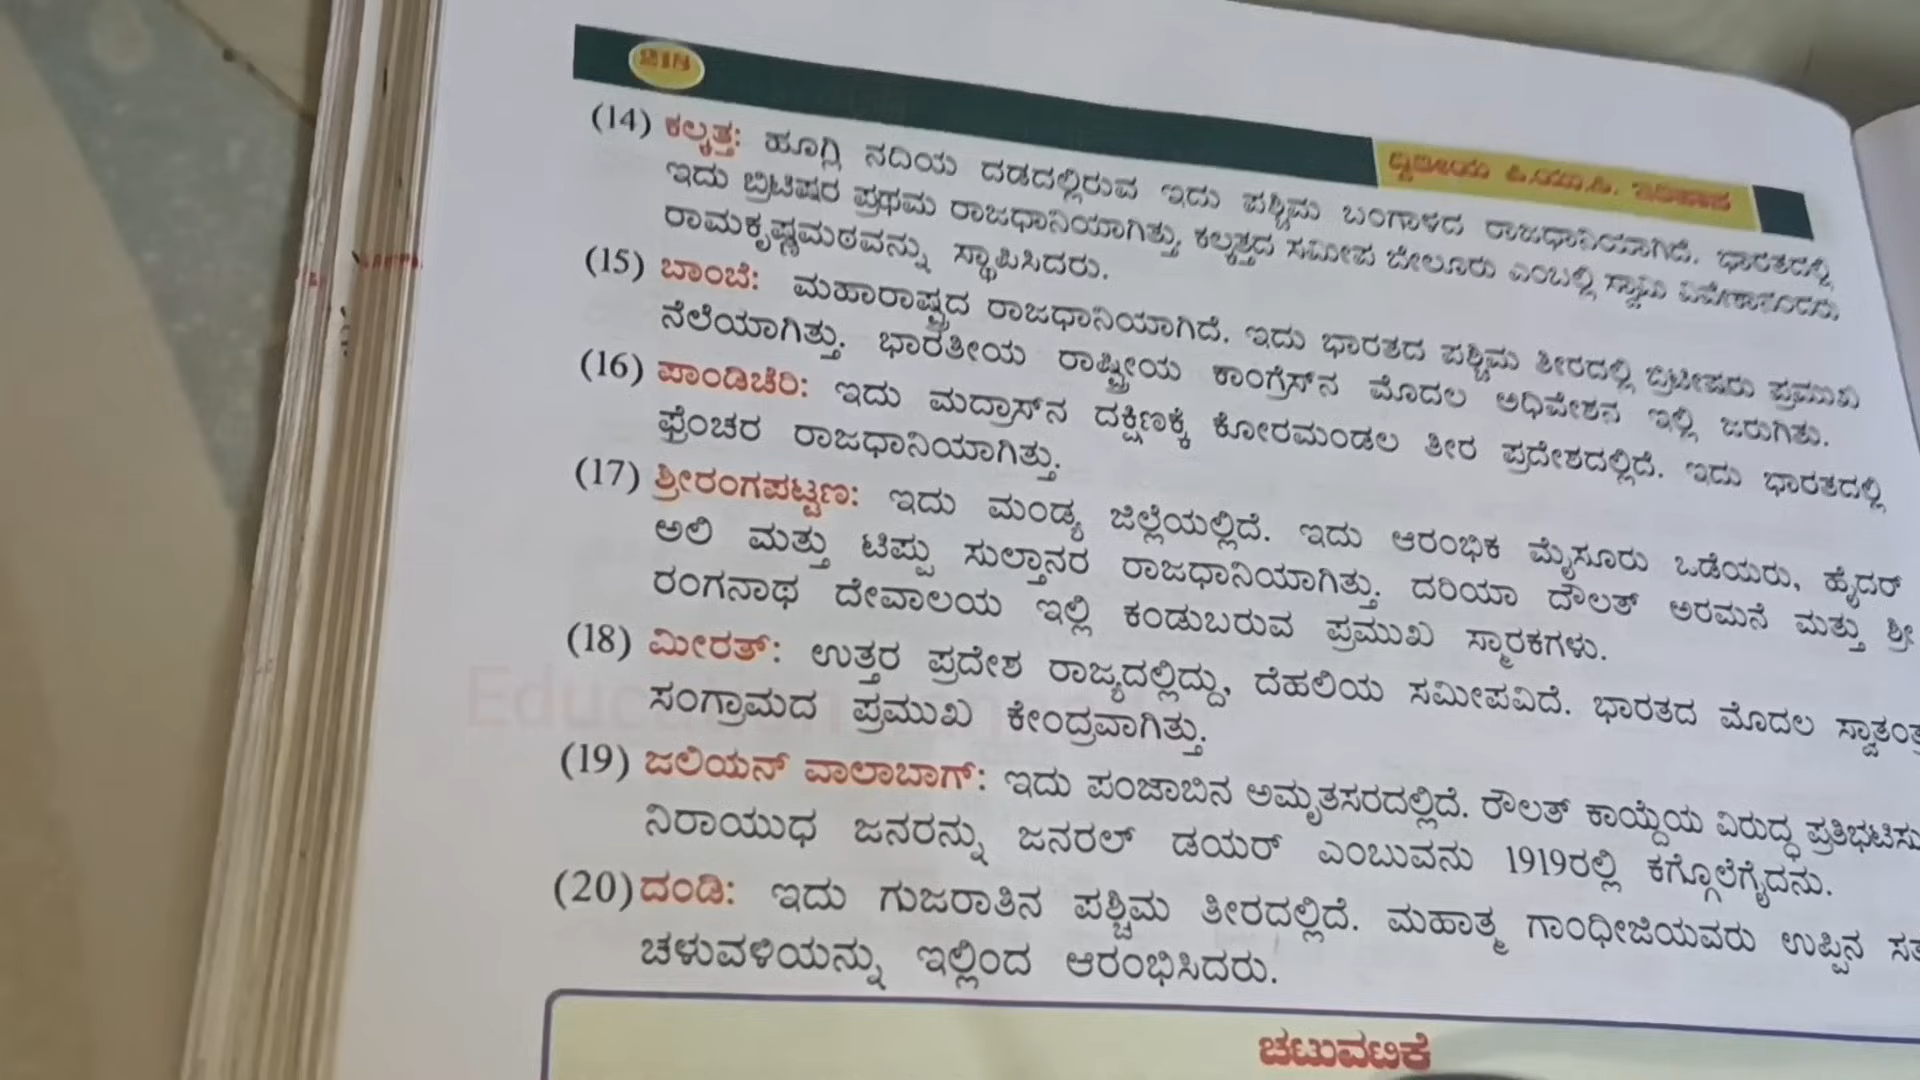 218
ದ್ವಿತೀಯ ಪಿ.ಯು.ಸಿ. ಇತಿಹಾಸ
(14) ಕಲ್ಕತ್ತ: ಹೂಗ್ಲಿ ನದಿಯ ದಡದಲ್ಲಿರುವ ಇದು ಪಶ್ಚಿಮ ಬಂಗಾಳದ ರಾಜಧಾನಿಯಾಗಿದೆ. ಭಾರತದಲ್ಲಿ
ಇದು ಬ್ರಿಟಿಷರ ಪ್ರಥಮ ರಾಜಧಾನಿಯಾಗಿತ್ತು. ಕಲ್ಕತ್ತದ ಸಮೀಪ ಬೇಲೂರು ಎಂಬಲ್ಲಿ ಸ್ವಾಮಿ ವಿವೇಕಾನಂದರು
ರಾಮಕೃಷ್ಣಮಠವನ್ನು ಸ್ಥಾಪಿಸಿದರು.
(15) ಬಾಂಬೆ: ಮಹಾರಾಷ್ಟ್ರದ ರಾಜಧಾನಿಯಾಗಿದೆ. ಇದು ಭಾರತದ ಪಶ್ಚಿಮ ತೀರದಲ್ಲಿ ಬ್ರಿಟೀಷರು ಪ್ರಮುಖ
ನೆಲೆಯಾಗಿತ್ತು. ಭಾರತೀಯ ರಾಷ್ಟ್ರೀಯ ಕಾಂಗ್ರೆಸ್‌ನ ಮೊದಲ ಅಧಿವೇಶನ ಇಲ್ಲಿ ಜರುಗಿತು.
(16) ಪಾಂಡಿಚೆರಿ: ಇದು ಮದ್ರಾಸ್‌ನ ದಕ್ಷಿಣಕ್ಕೆ ಕೋರಮಂಡಲ ತೀರ ಪ್ರದೇಶದಲ್ಲಿದೆ. ಇದು ಭಾರತದಲ್ಲಿ
ಫ್ರೆಂಚರ ರಾಜಧಾನಿಯಾಗಿತ್ತು.
(17) ಶ್ರೀರಂಗಪಟ್ಟಣ: ಇದು ಮಂಡ್ಯ ಜಿಲ್ಲೆಯಲ್ಲಿದೆ. ಇದು ಆರಂಭಿಕ ಮೈಸೂರು ಒಡೆಯರು, ಹೈದರ್
ಅಲಿ ಮತ್ತು ಟಿಪ್ಪು ಸುಲ್ತಾನರ ರಾಜಧಾನಿಯಾಗಿತ್ತು. ದರಿಯಾ ದೌಲತ್ ಅರಮನೆ ಮತ್ತು ಶ್ರೀ
ರಂಗನಾಥ ದೇವಾಲಯ ಇಲ್ಲಿ ಕಂಡುಬರುವ ಪ್ರಮುಖ ಸ್ಮಾರಕಗಳು.
(18) ಮೀರತ್: ಉತ್ತರ ಪ್ರದೇಶ ರಾಜ್ಯದಲ್ಲಿದ್ದು, ದೆಹಲಿಯ ಸಮೀಪವಿದೆ. ಭಾರತದ ಮೊದಲ
ಸಂಗ್ರಾಮದ ಪ್ರಮುಖ ಕೇಂದ್ರವಾಗಿತ್ತು.
(19) ಜಲಿಯನ್ ವಾಲಾಬಾಗ್: ಇದು ಪಂಜಾಬಿನ ಅಮೃತಸರದಲ್ಲಿದೆ. ರೌಲತ್ ಕಾಯ್ದೆಯ ವಿರುದ್ಧ
ನಿರಾಯುಧ ಜನರನ್ನು ಜನರಲ್ ಡಯರ್ ಎಂಬುವನು 1919ರಲ್ಲಿ ಕಗ್ಗೊಲೆಗೈದನು.
(20) ದಂಡಿ: ಇದು ಗುಜರಾತಿನ ಪಶ್ಚಿಮ ತೀರದಲ್ಲಿದೆ. ಮಹಾತ್ಮ ಗಾಂಧೀಜಿಯವರು ಉಪ್ಪಿನ
ಚಳುವಳಿಯನ್ನು ಇಲ್ಲಿಂದ ಆರಂಭಿಸಿದರು.
ಚಟುವಟಿಕೆ